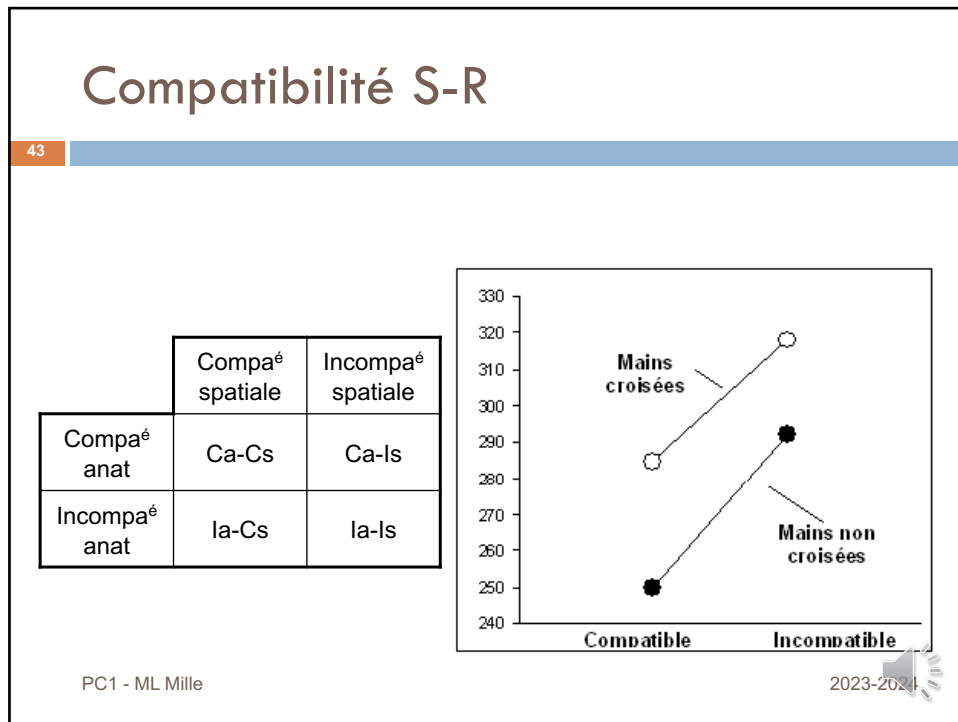 Compatibilité S-R
43
Compaé spatiale
Incompaé spatiale
Compaé anat
Ca-Cs
Ca-Is
Incompaé anat
Ia-Cs
Ia-Is
330
320
310
300
290
280
270
260
250
240
Mains
croisées
Mains non
croisées
Compatible
Incompatible
PC1 - ML Mille
2023-2024